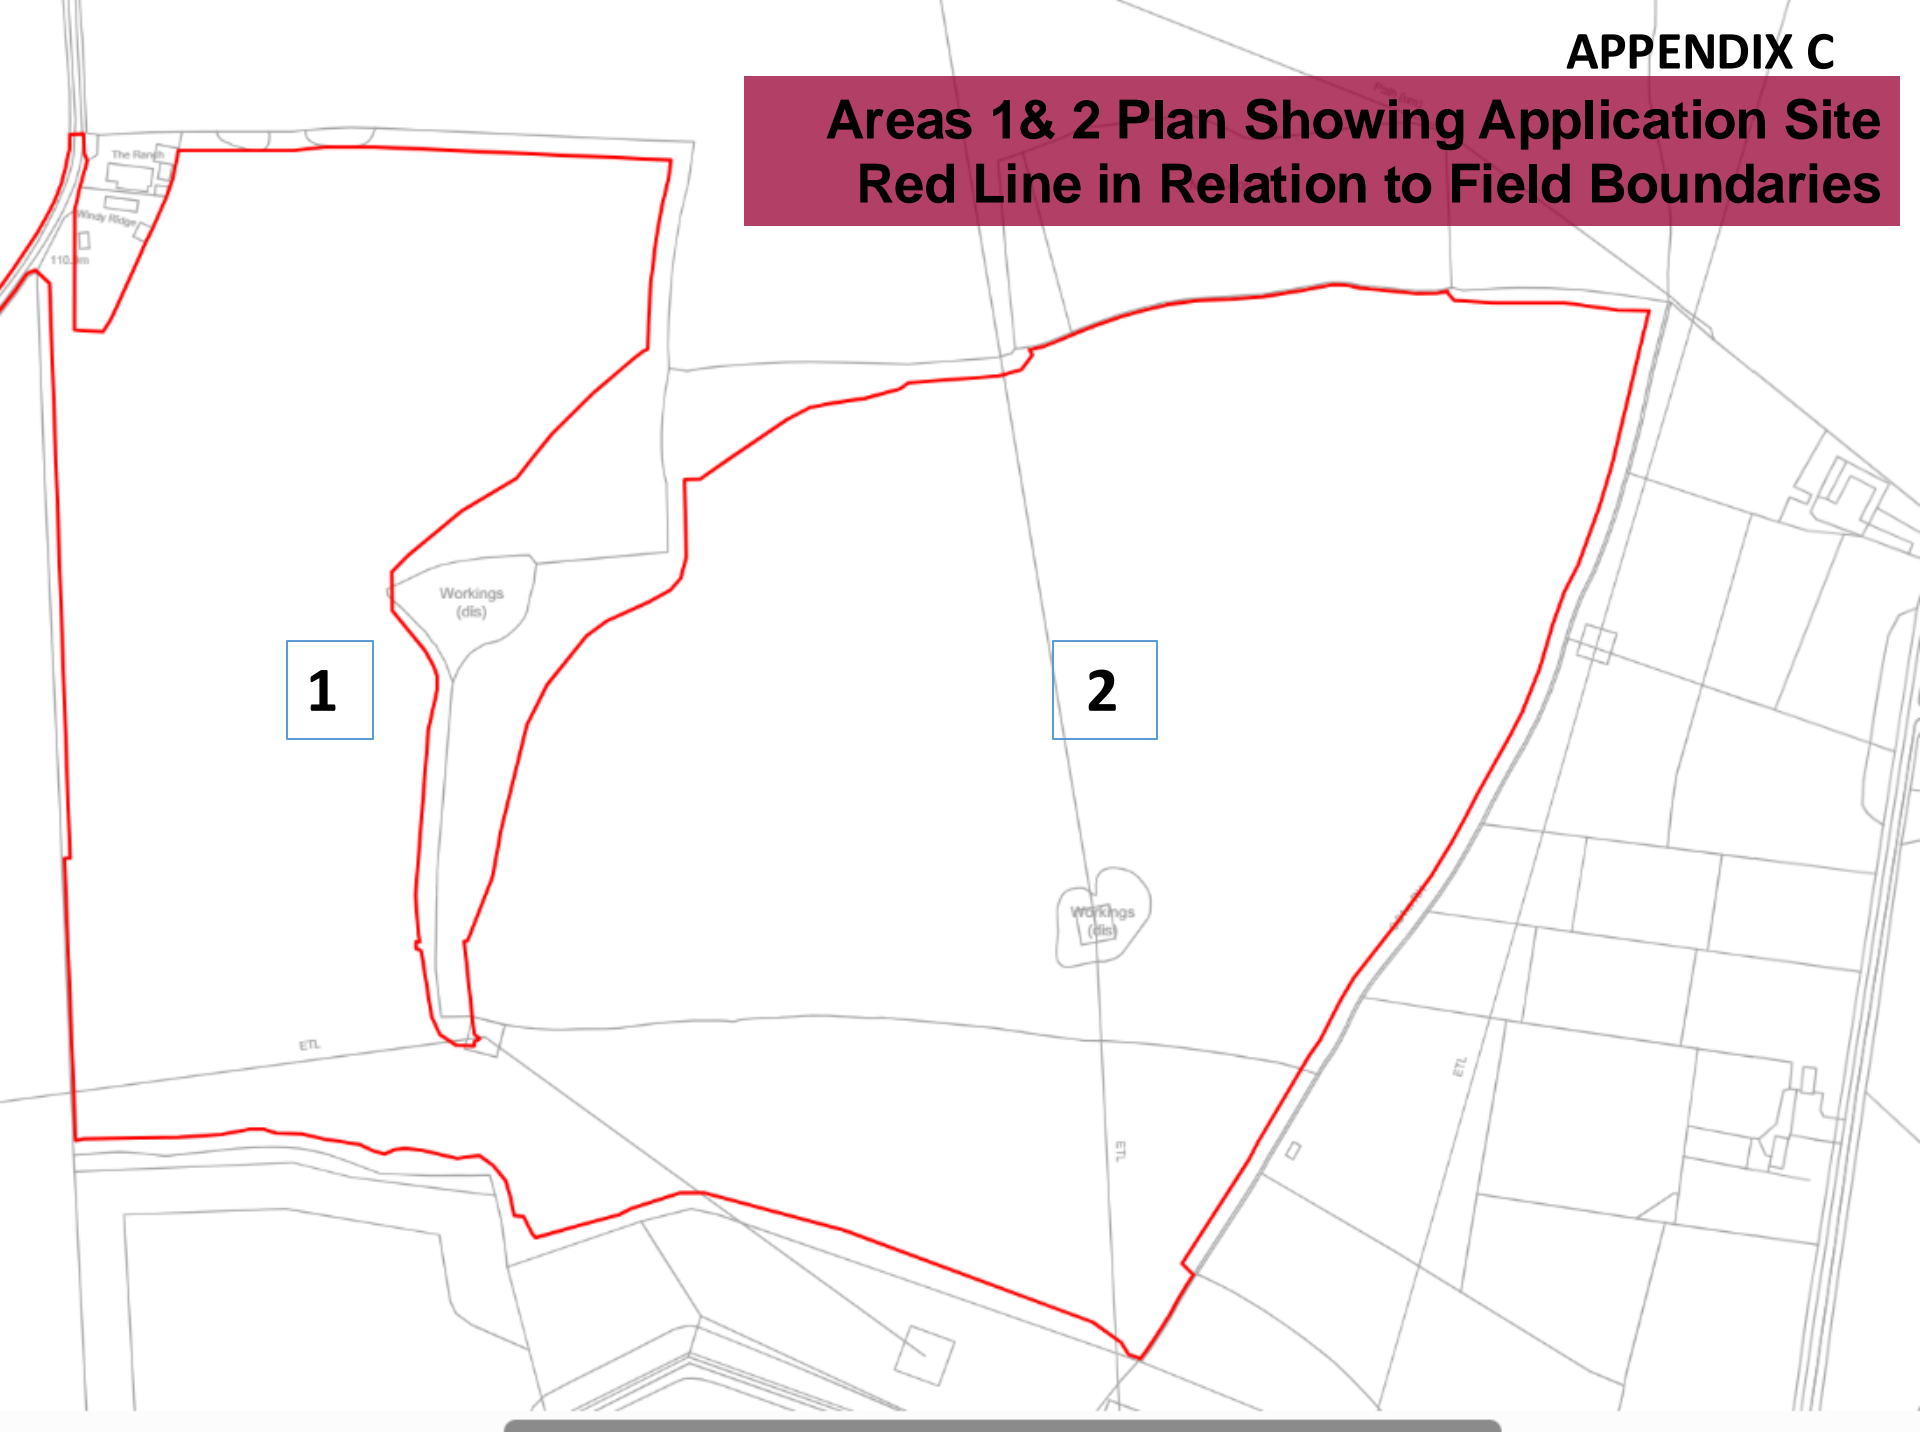 APPENDIX C
Areas 1& 2 Plan Showing Application Site
Red Line in Relation to Field Boundaries
The Ranch
Windy Ridge
Workings
(dis)
1
2
Workings
(dis)
ETL
ETL
ETL